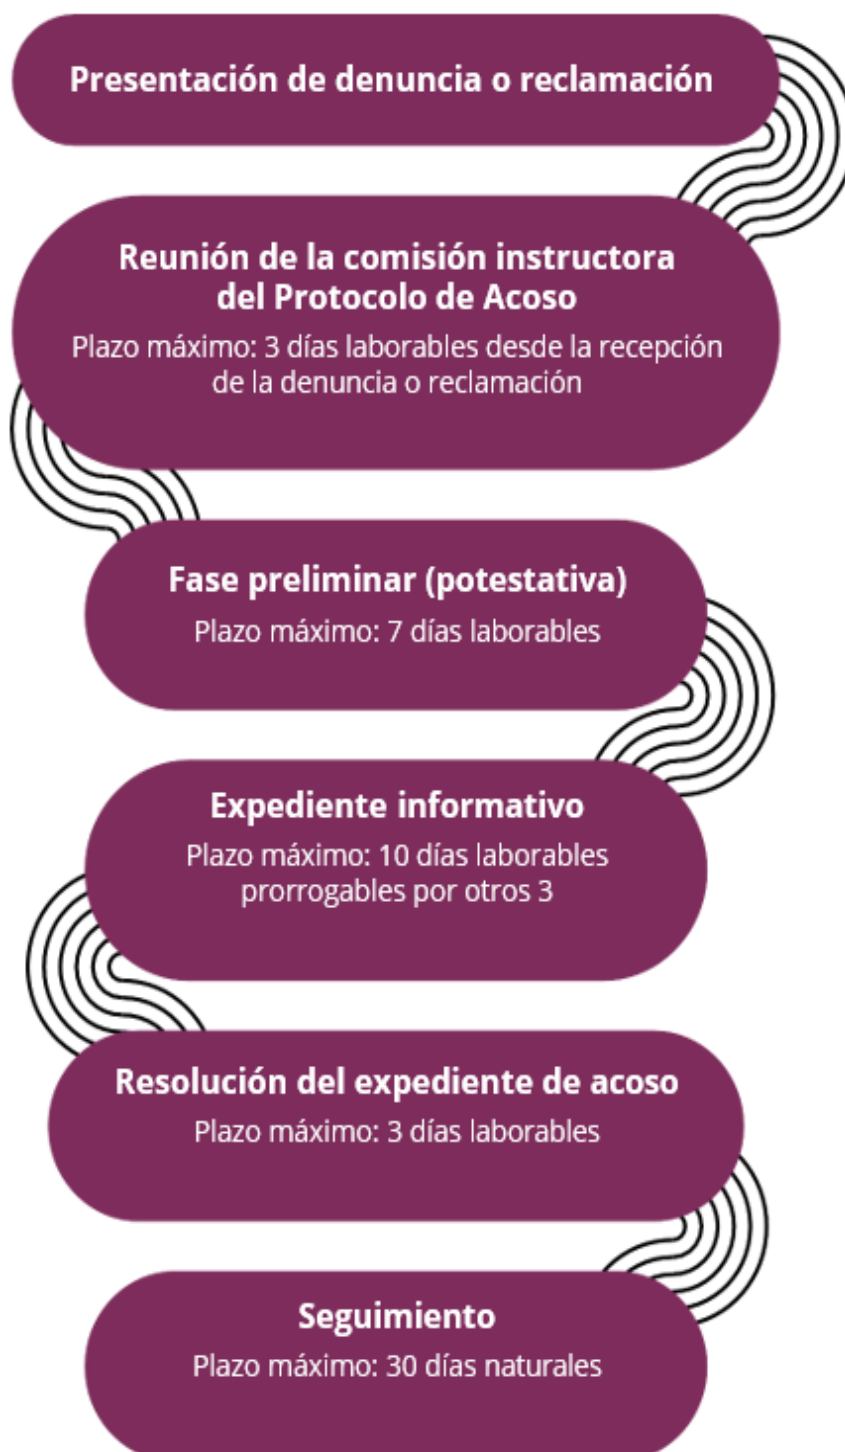 Presentación de denuncia o reclamación
Reunión de la comisión instructora
del Protocolo de Acoso
Plazo máximo: 3 días laborables desde la recepción
de la denuncia o reclamación
Fase preliminar (potestativa)
Plazo máximo: 7 días laborables
Expediente informativo
Plazo máximo: 10 días laborables
prorrogables por otros 3
Resolución del expediente de acoso
Plazo máximo: 3 días laborables
Seguimiento
Plazo máximo: 30 días naturales